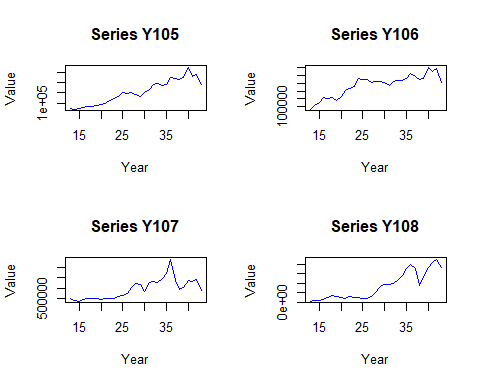 Series Y105
Value
1e+05
15 25 35
Year
Series Y106
Value
100000
15 25 35
Year
Series Y107
Value
500000
15 25 35
Year
Series Y108
Value
0e+00
15 25 35
Year